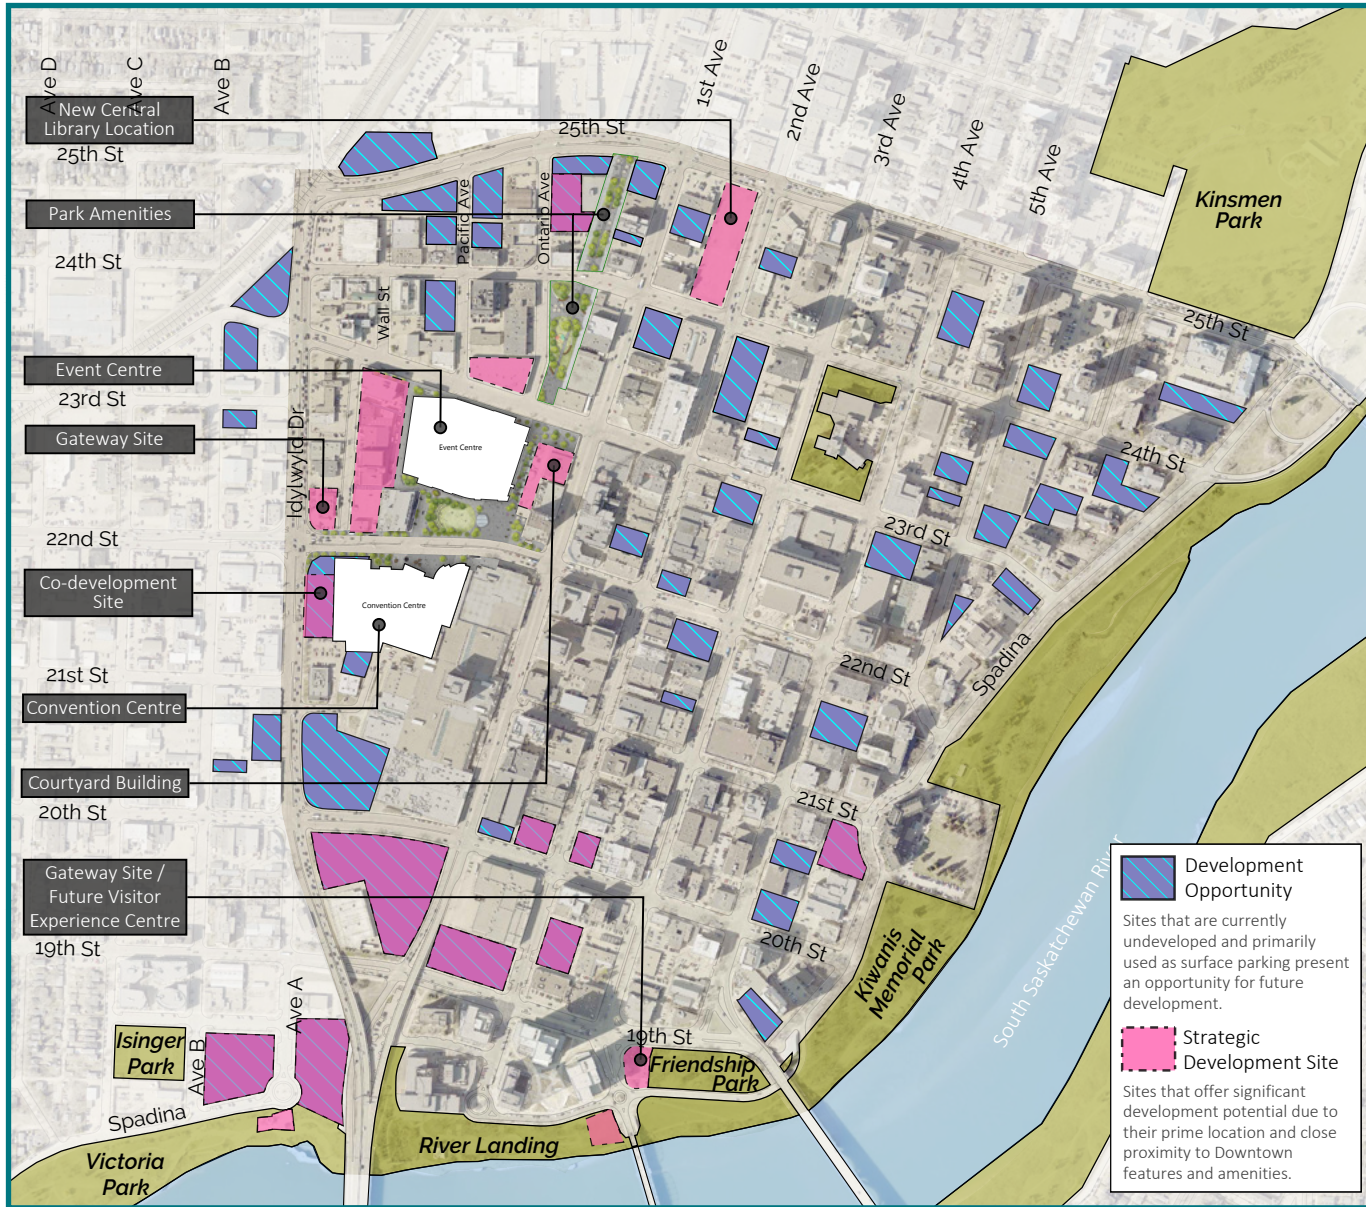 Ave D
Ave C
Ave B
1st Ave
2nd Ave
3rd Ave
4th Ave
5th Ave
New Central
Library Location
25th St
25th St
Park Amenities
Pacific Ave
Ontario Ave
Kinsmen
Park
24th St
Wall St
25th St
Event Centre
23rd St
Gateway Site
Idylwyld Dr
Event Centre
24th St
22nd St
23rd St
Co-development
Site
Convention Centre
Spadina
21st St
22nd St
Convention Centre
Courtyard Building
20th St
21st St
Gateway Site /
Future Visitor
Experience Centre
19th St
20th St
Kiwanis
Memorial
Park
South Saskatchewan River
Ave A
Isinger
Park
Ave B
19th St
Friendship
Park
Spadina
River Landing
Victoria
Park
Development
Opportunity
Sites that are currently
undeveloped and primarily
used as surface parking present
an opportunity for future
development.
Strategic
Development Site
Sites that offer significant
development potential due to
their prime location and close
proximity to Downtown
features and amenities.